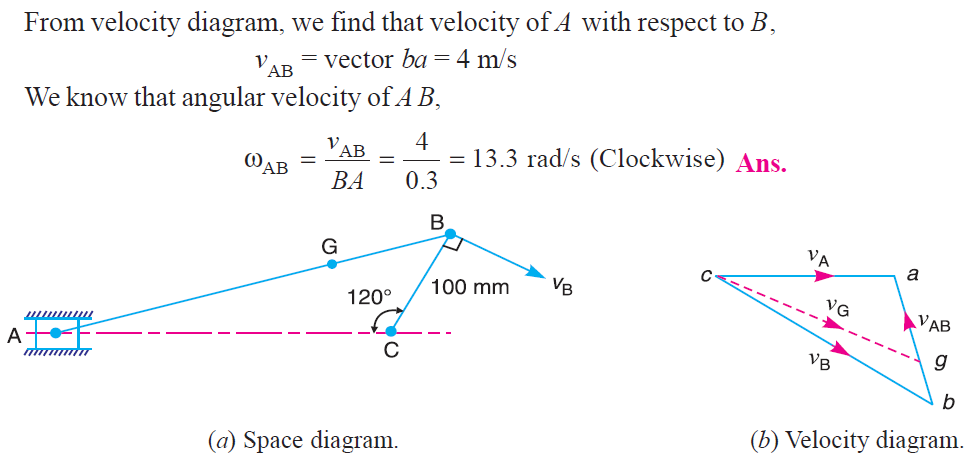 From velocity diagram, we find that velocity of A with respect to B,
vAB = vector ba = 4 m/s
We know that angular velocity of A B,
ωAB = vAB / BA = 4 / 0.3 = 13.3 rad/s (Clockwise) Ans.
B
G
vA
c
a
120°
100 mm
vB
vG
vAB
A
C
vB
g
b
(a) Space diagram.
(b) Velocity diagram.